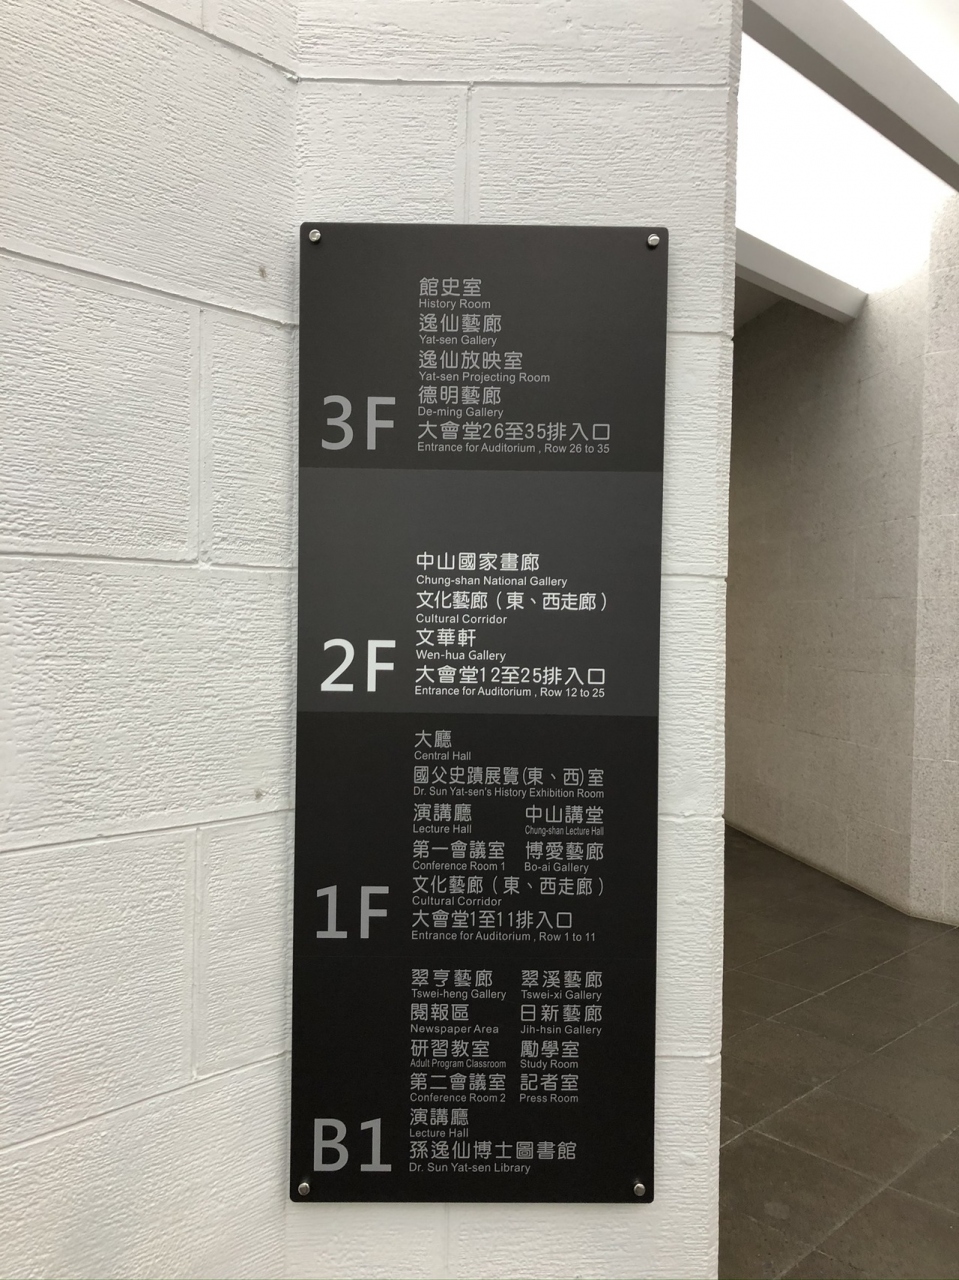 館史室
History Room
逸仙藝廊
Yat-sen Gallery
逸仙放映室
Yat-sen Projecting Room
德明藝廊
De-ming Gallery
3F 大會堂26至35排入口
Entrance for Auditorium , Row 26 to 35
中山國家畫廊
Chung-shan National Gallery
文化藝廊（東、西走廊）
Cultural Corridor
文華軒
Wen-hua Gallery
2F 大會堂12至25排入口
Entrance for Auditorium , Row 12 to 25
大廳
Central Hall
國父史蹟展覽(東、西)室
Dr. Sun Yat-sen's History Exhibition Room
演講廳 中山講堂
Lecture Hall Chung-shan Lecture Hall
第一會議室 博愛藝廊
Conference Room 1 Bo-ai Gallery
文化藝廊（東、西走廊）
Cultural Corridor
1F 大會堂1至11排入口
Entrance for Auditorium , Row 1 to 11
翠亨藝廊 翠溪藝廊
Tswei-heng Gallery Tswei-xi Gallery
閱報區 日新藝廊
Newspaper Area Jih-hsin Gallery
研習教室 勵學室
Adult Program Classroom Study Room
第二會議室 記者室
Conference Room 2 Press Room
演講廳
Lecture Hall
B1 孫逸仙博士圖書館
Dr. Sun Yat-sen Library